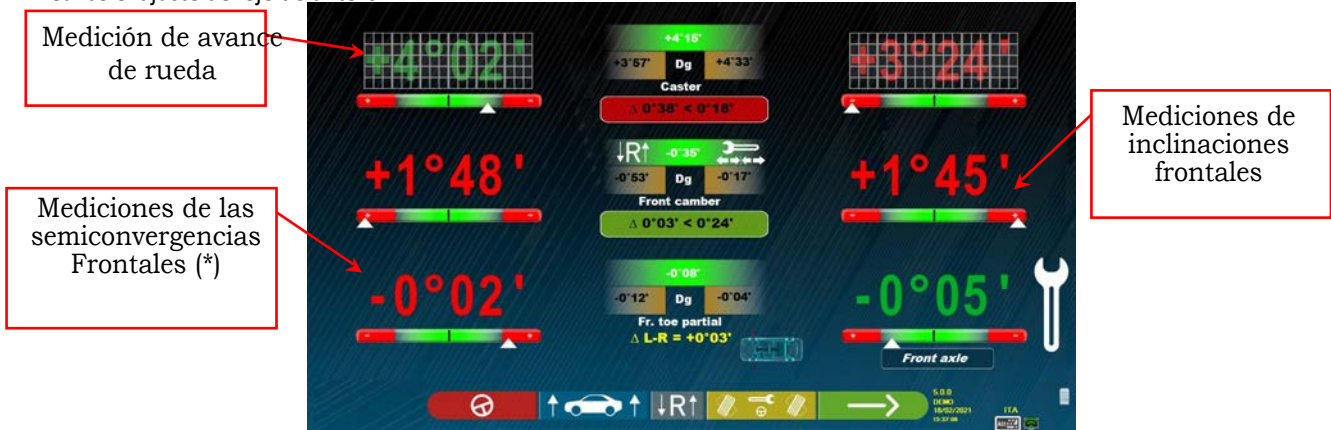 Medición de avance
de rueda
+4°02'
+4°15'
+3°57' Dg +4°33'
Caster
Δ 0°38' < 0°18'
+3°24'
Mediciones de
inclinaciones
frontales
+1°48'
↓R↑ -0°35'
-0°53' Dg -0°17'
Front camber
Δ 0°03' < 0°24'
+1°45'
Mediciones de las
semiconvergencias
Frontales (*)
-0°02'
-0°08'
-0°12' Dg -0°04'
Fr. toe partial
Δ L-R = +0°03'
-0°05'
Front axle
↓R↑
5.0.0
DEMO
18/02/2021
ITA